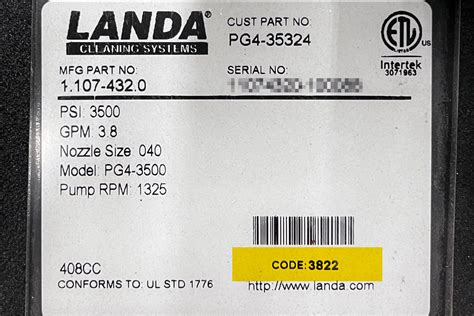 LANDA
CLEANING SYSTEMS
CUST PART NO:
PG4-35324
ETL
US
Intertek
3071963
MFG PART NO:
1.107-432.0
SERIAL NO:
PSI: 3500
GPM: 3.8
Nozzle Size: 040
Model: PG4-3500
Pump RPM: 1325
408CC
CONFORMS TO: UL STD 1776
CODE: 3822
http://www.landa.com